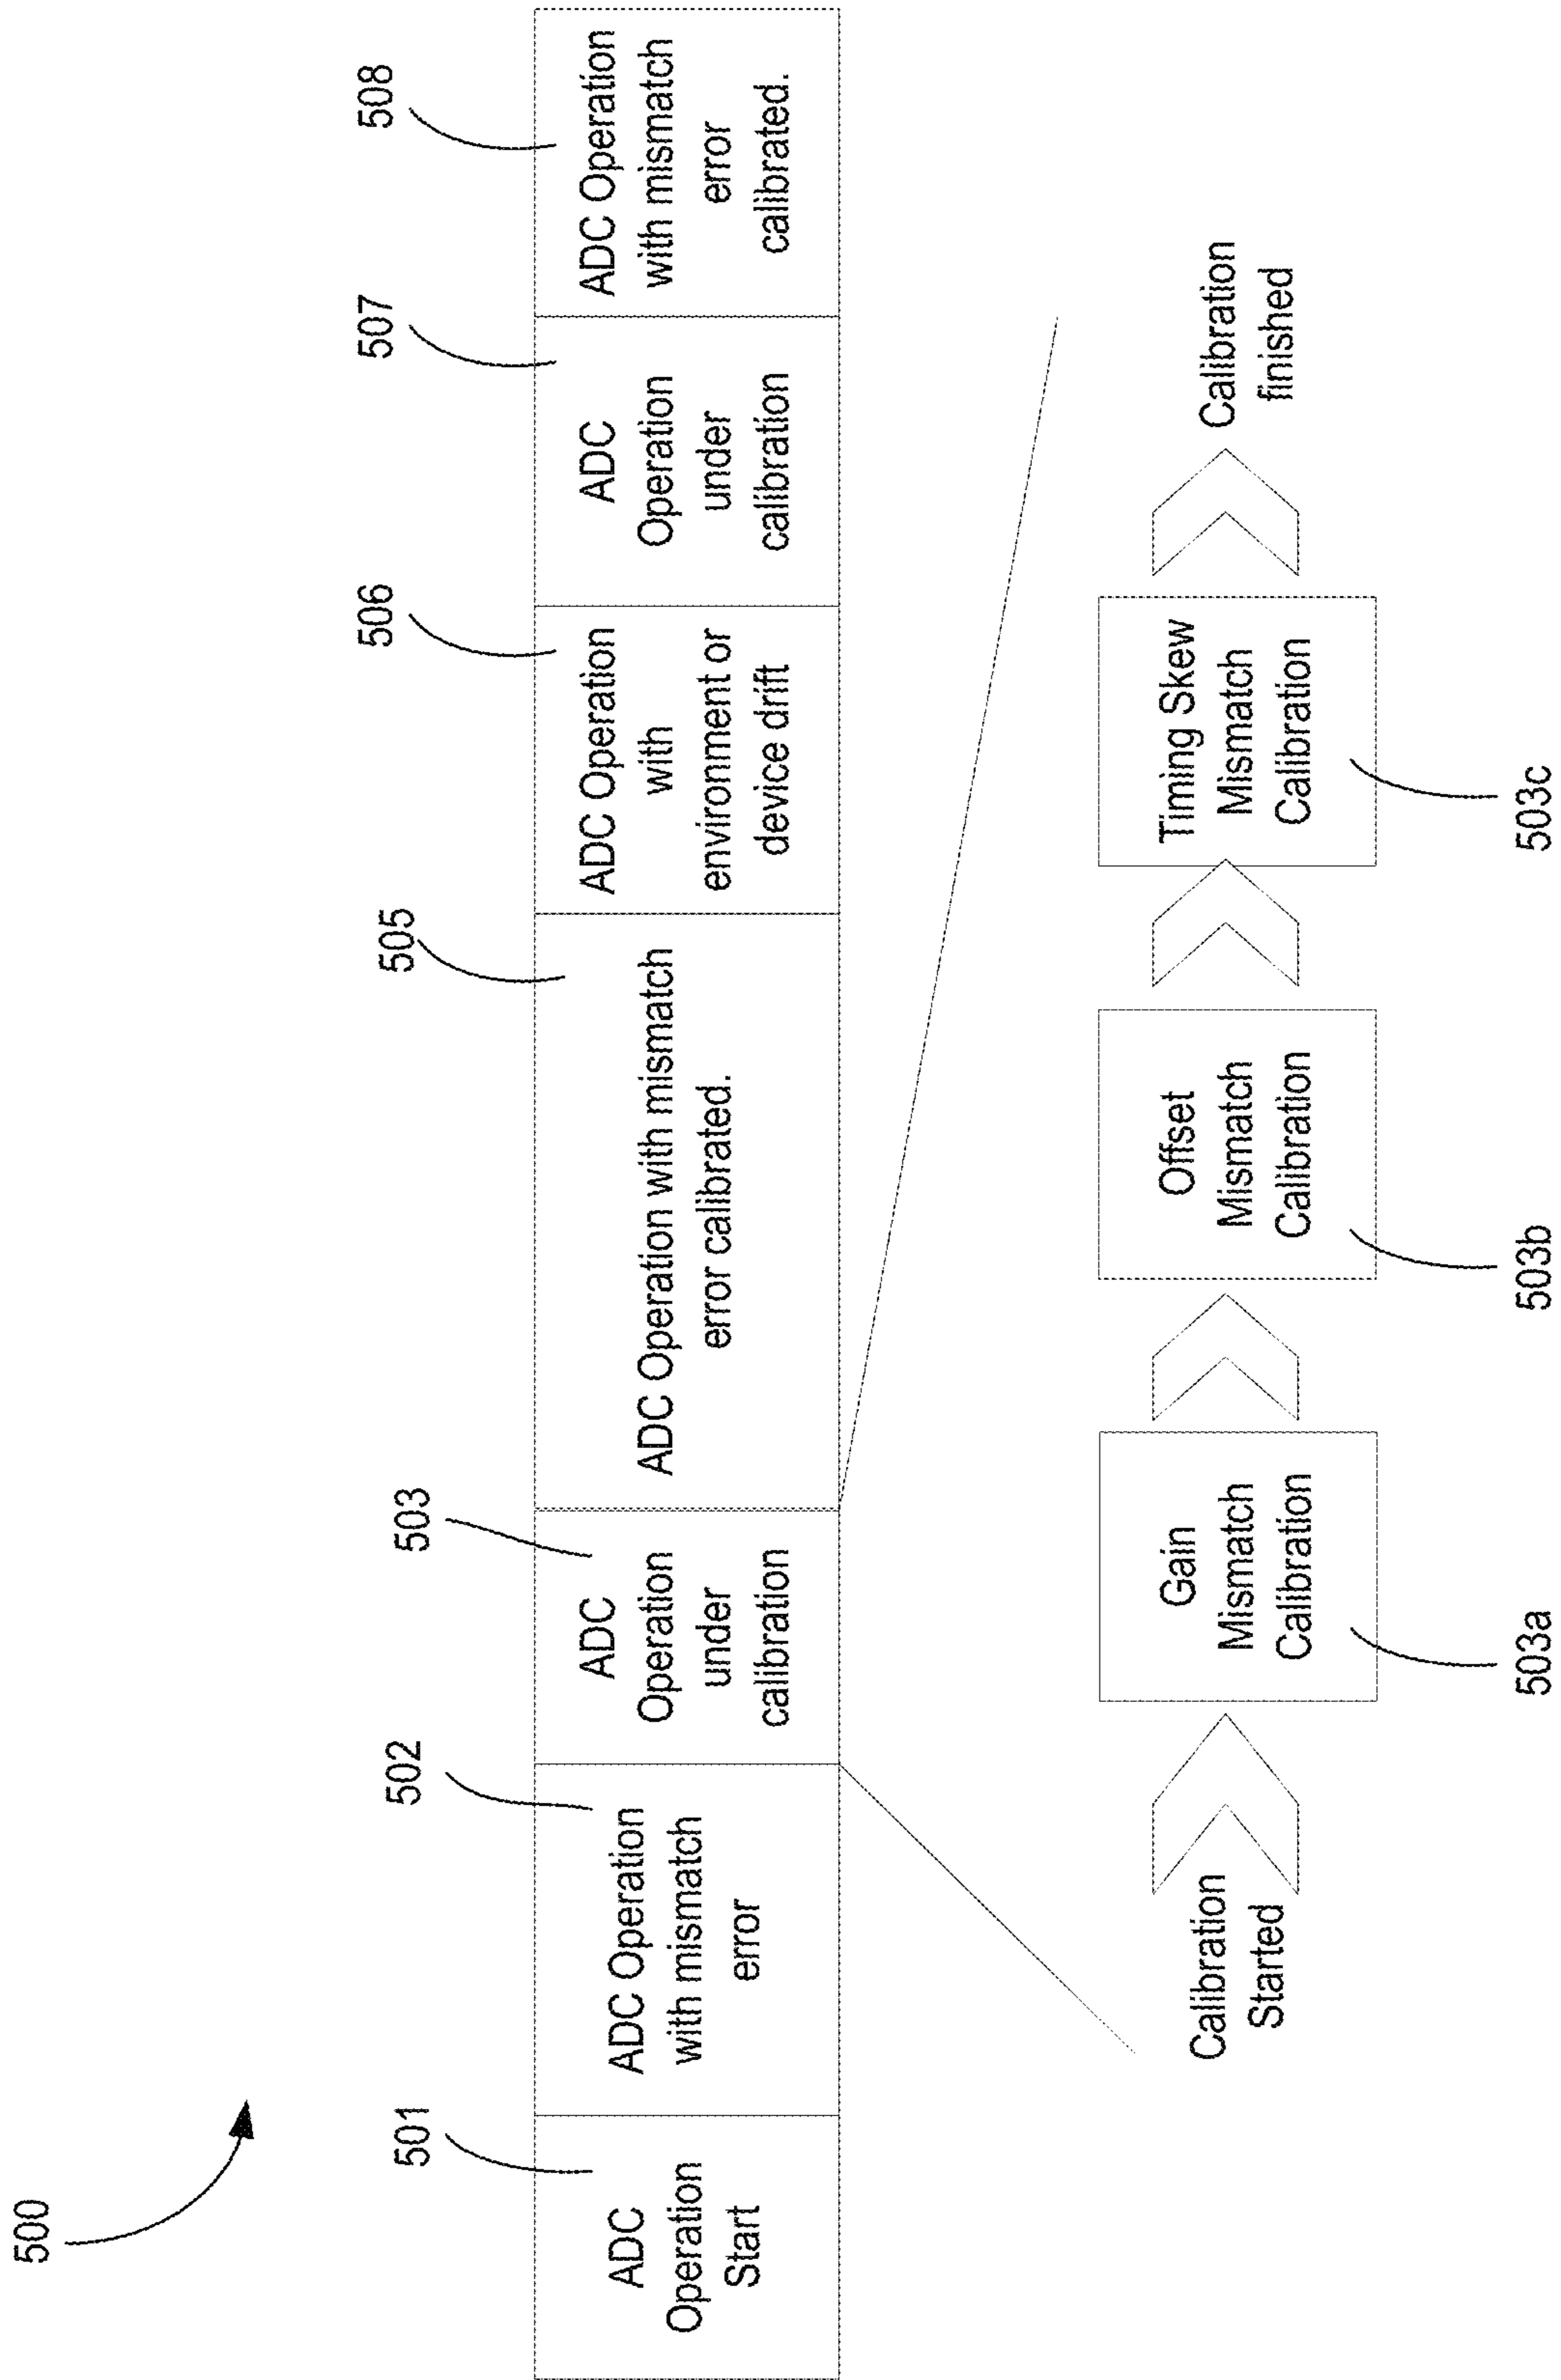 500
501
502
503
505
506
507
508
ADC
Operation
Start
ADC Operation
with mismatch
error
ADC
Operation
under
calibration
ADC Operation with mismatch
error calibrated.
ADC Operation
with
environment or
device drift
ADC
Operation
under
calibration
ADC Operation
with mismatch
error
calibrated.
Calibration
Started
Gain
Mismatch
Calibration
Offset
Mismatch
Calibration
Timing Skew
Mismatch
Calibration
Calibration
finished
503a
503b
503c